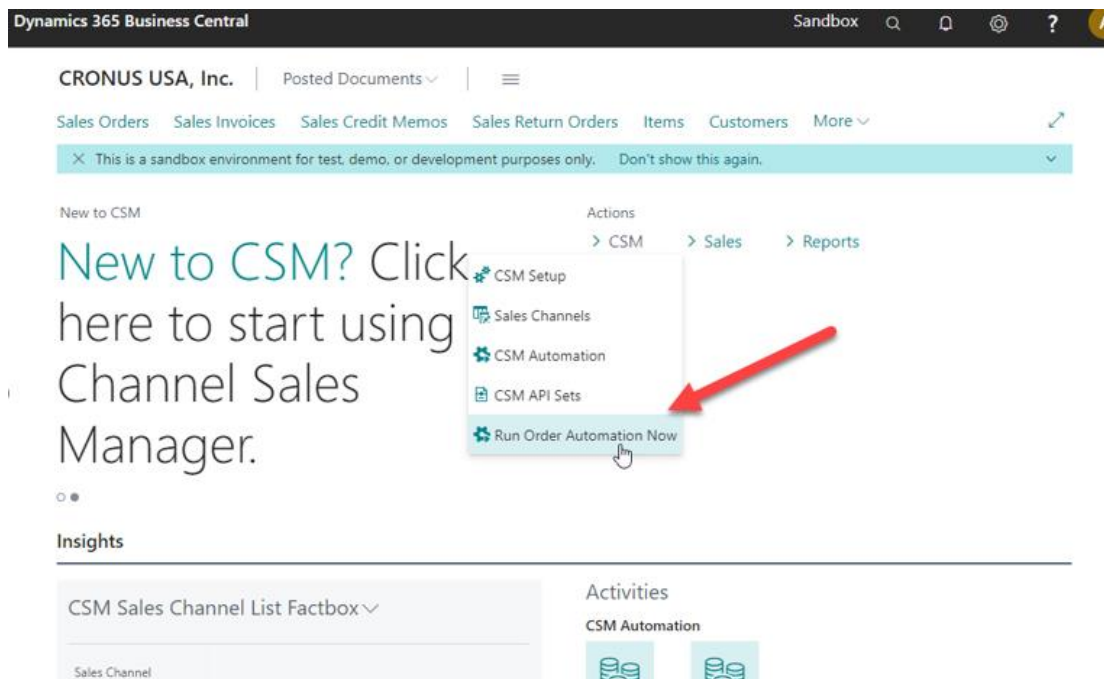 Dynamics 365 Business Central
Sandbox
?
CRONUS USA, Inc.
Posted Documents
Sales Orders Sales Invoices Sales Credit Memos Sales Return Orders Items Customers More
This is a sandbox environment for test, demo, or development purposes only. Don't show this again.
New to CSM
New to CSM? Click
here to start using
Channel Sales
Manager.
Actions
CSM Sales Reports
CSM Setup
Sales Channels
CSM Automation
CSM API Sets
Run Order Automation Now
Insights
CSM Sales Channel List Factbox
Sales Channel
Activities
CSM Automation